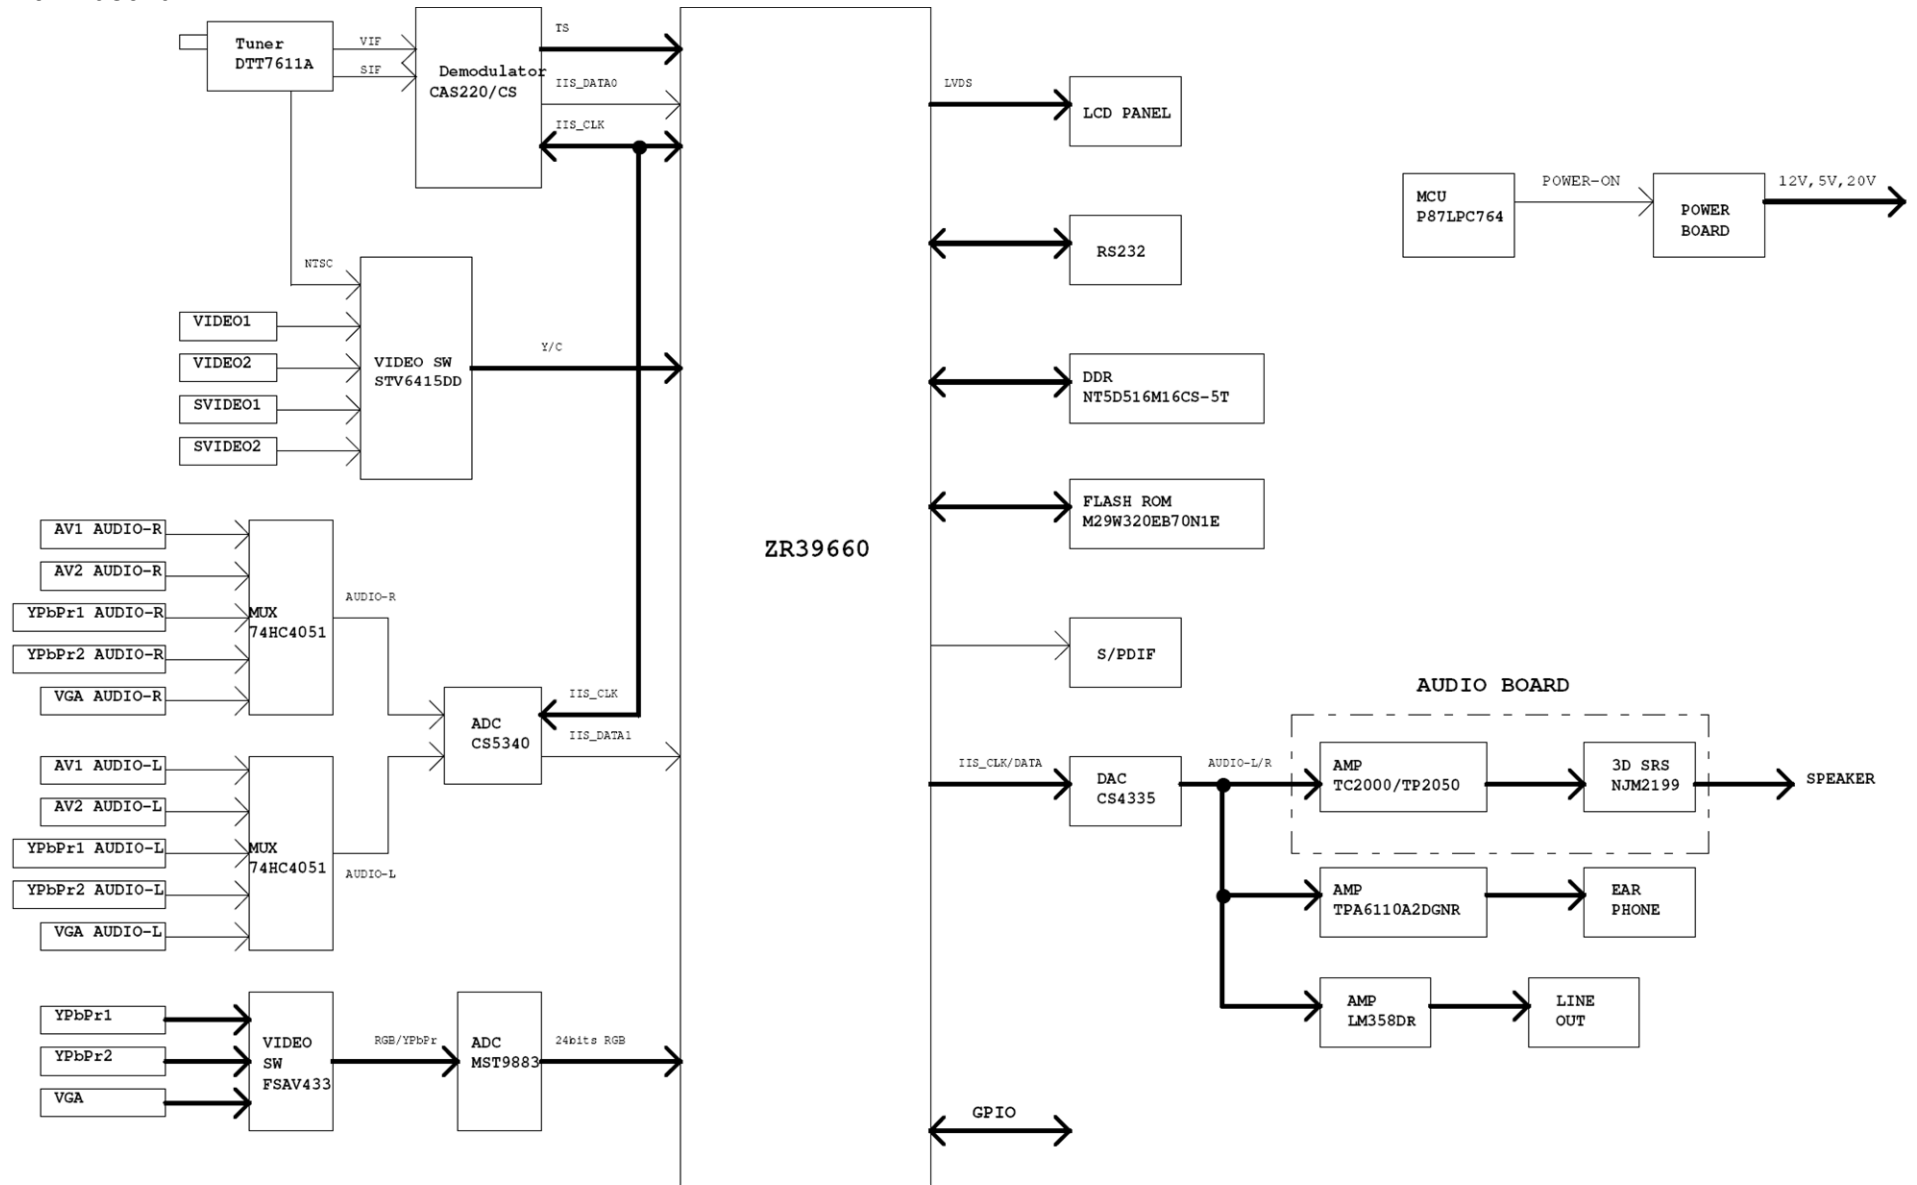 Tuner
DTT7611A
VIF
SIF
Demodulator
CAS220/CS
TS
IIS_DATA0
IIS_CLK
LVDS
LCD PANEL
MCU
P87LPC764
POWER-ON
POWER
BOARD
12V,5V,20V
RS232
NTSC
VIDEO1
VIDEO2
SVIDEO1
SVIDEO2
VIDEO SW
STV6415DD
Y/C
DDR
NT5D516M16CS-5T
FLASH ROM
M29W320EB70N1E
ZR39660
AV1 AUDIO-R
AV2 AUDIO-R
YPbPr1 AUDIO-R
YPbPr2 AUDIO-R
VGA AUDIO-R
MUX
74HC4051
AUDIO-R
S/PDIF
ADC
CS5340
IIS_CLK
IIS_DATA1
AUDIO BOARD
AV1 AUDIO-L
AV2 AUDIO-L
YPbPr1 AUDIO-L
YPbPr2 AUDIO-L
VGA AUDIO-L
MUX
74HC4051
AUDIO-L
IIS_CLK/DATA
DAC
CS4335
AUDIO-L/R
AMP
TC2000/TP2050
3D SRS
NJM2199
SPEAKER
AMP
TPA6110A2DGNR
EAR
PHONE
AMP
LM358DR
LINE
OUT
YPbPr1
YPbPr2
VGA
VIDEO
SW
FSAV433
RGB/YPbPr
ADC
MST9883
24bits RGB
GPIO